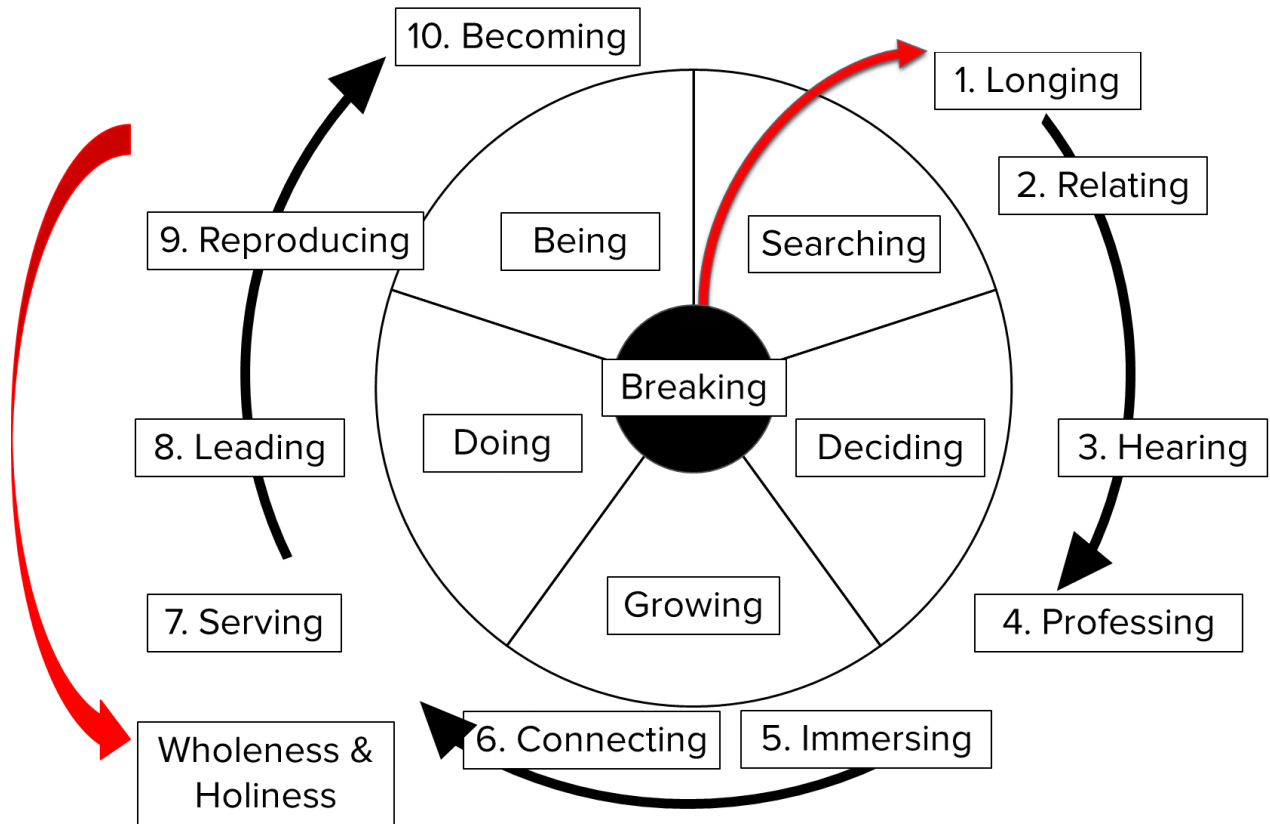 10. Becoming
1. Longing
2. Relating
9. Reproducing
Being
Searching
Breaking
Doing
Deciding
8. Leading
3. Hearing
Growing
7. Serving
4. Professing
6. Connecting
5. Immersing
Wholeness &
Holiness